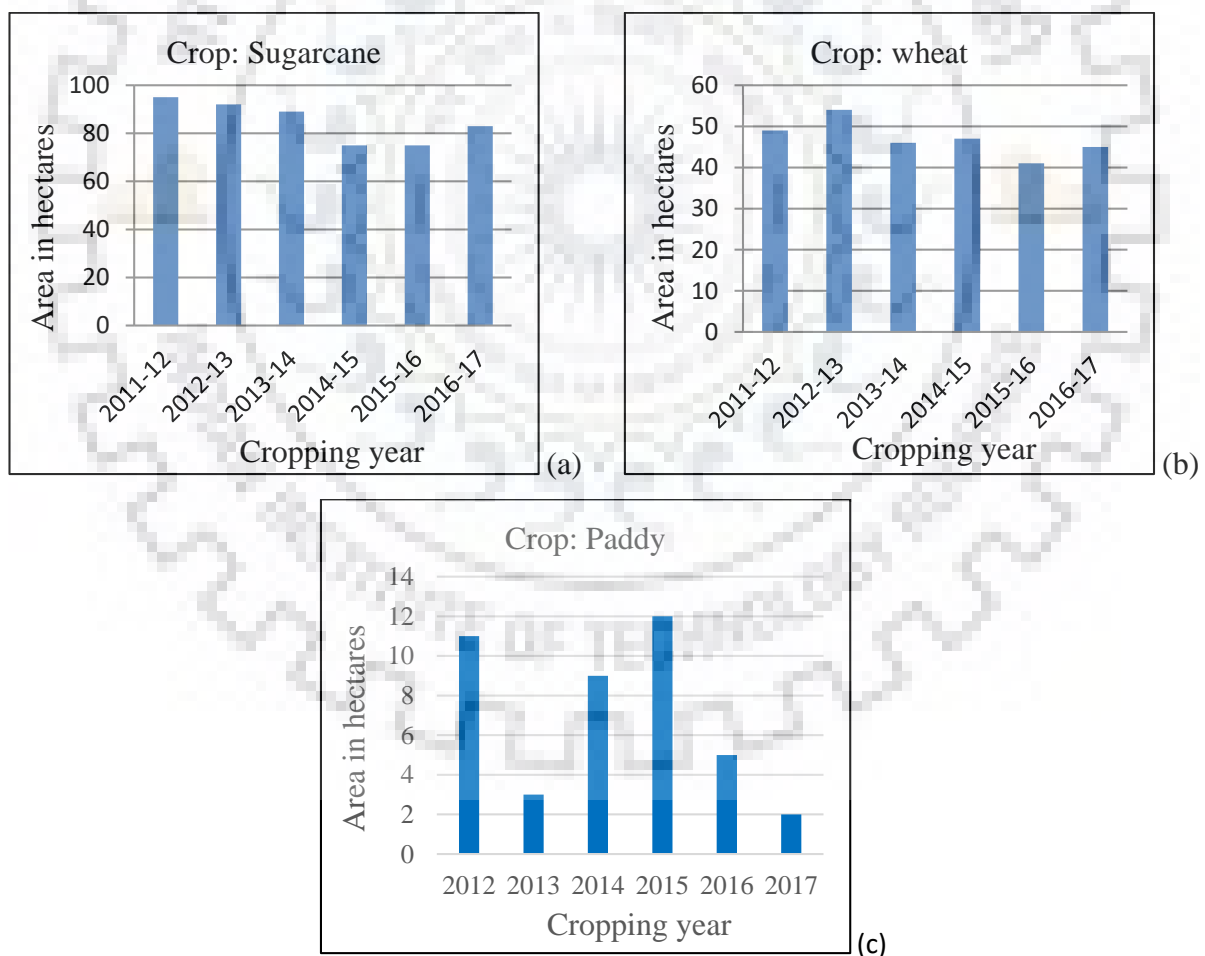 Crop: Sugarcane
Area in hectares
100
80
60
40
20
0
2011-12
2012-13
2013-14
2014-15
2015-16
2016-17
Cropping year
(a)
Crop: wheat
Area in hectares
60
50
40
30
20
10
0
2011-12
2012-13
2013-14
2014-15
2015-16
2016-17
Cropping year
(b)
Crop: Paddy
Area in hectares
14
12
10
8
6
4
2
0
2012 2013 2014 2015 2016 2017
Cropping year
(c)